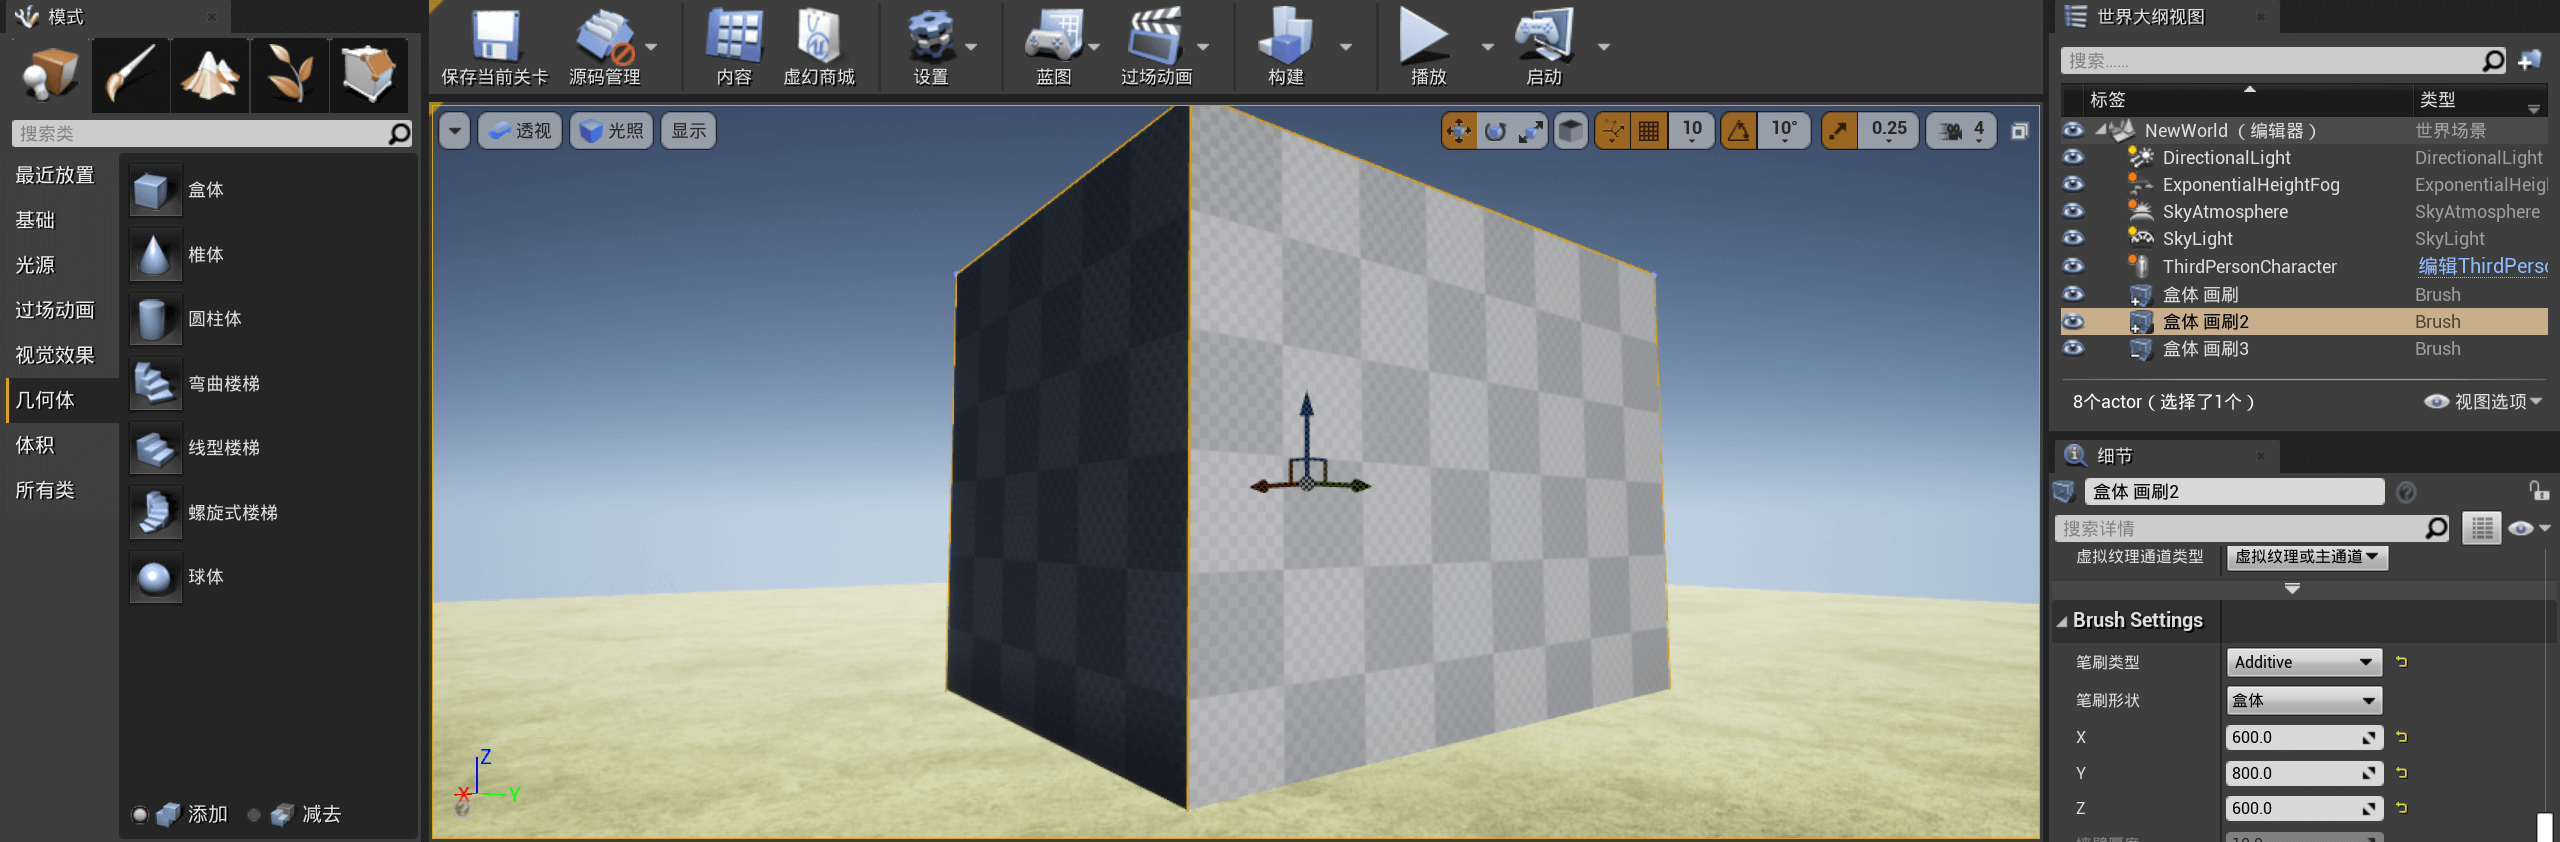 模式
搜索类
最近放置
基础
光源
过场动画
视觉效果
几何体
体积
所有类
盒体
椎体
圆柱体
弯曲楼梯
线型楼梯
螺旋式楼梯
球体
添加
减去
保存当前关卡
源码管理
内容
虚幻商城
设置
蓝图
过场动画
构建
播放
启动
透视
光照
显示
10
10°
0.25
4
Z
X
Y
世界大纲视图
搜索......
标签
类型
NewWorld（编辑器）
世界场景
DirectionalLight
DirectionalLight
ExponentialHeightFog
ExponentialHeig
SkyAtmosphere
SkyAtmosphere
SkyLight
SkyLight
ThirdPersonCharacter
编辑ThirdPers
盒体 画刷
Brush
盒体 画刷2
Brush
盒体 画刷3
Brush
8个actor（选择了1个）
视图选项
细节
盒体 画刷2
搜索详情
虚拟纹理通道类型
虚拟纹理或主通道
Brush Settings
笔刷类型
Additive
笔刷形状
盒体
X
600.0
Y
800.0
Z
600.0